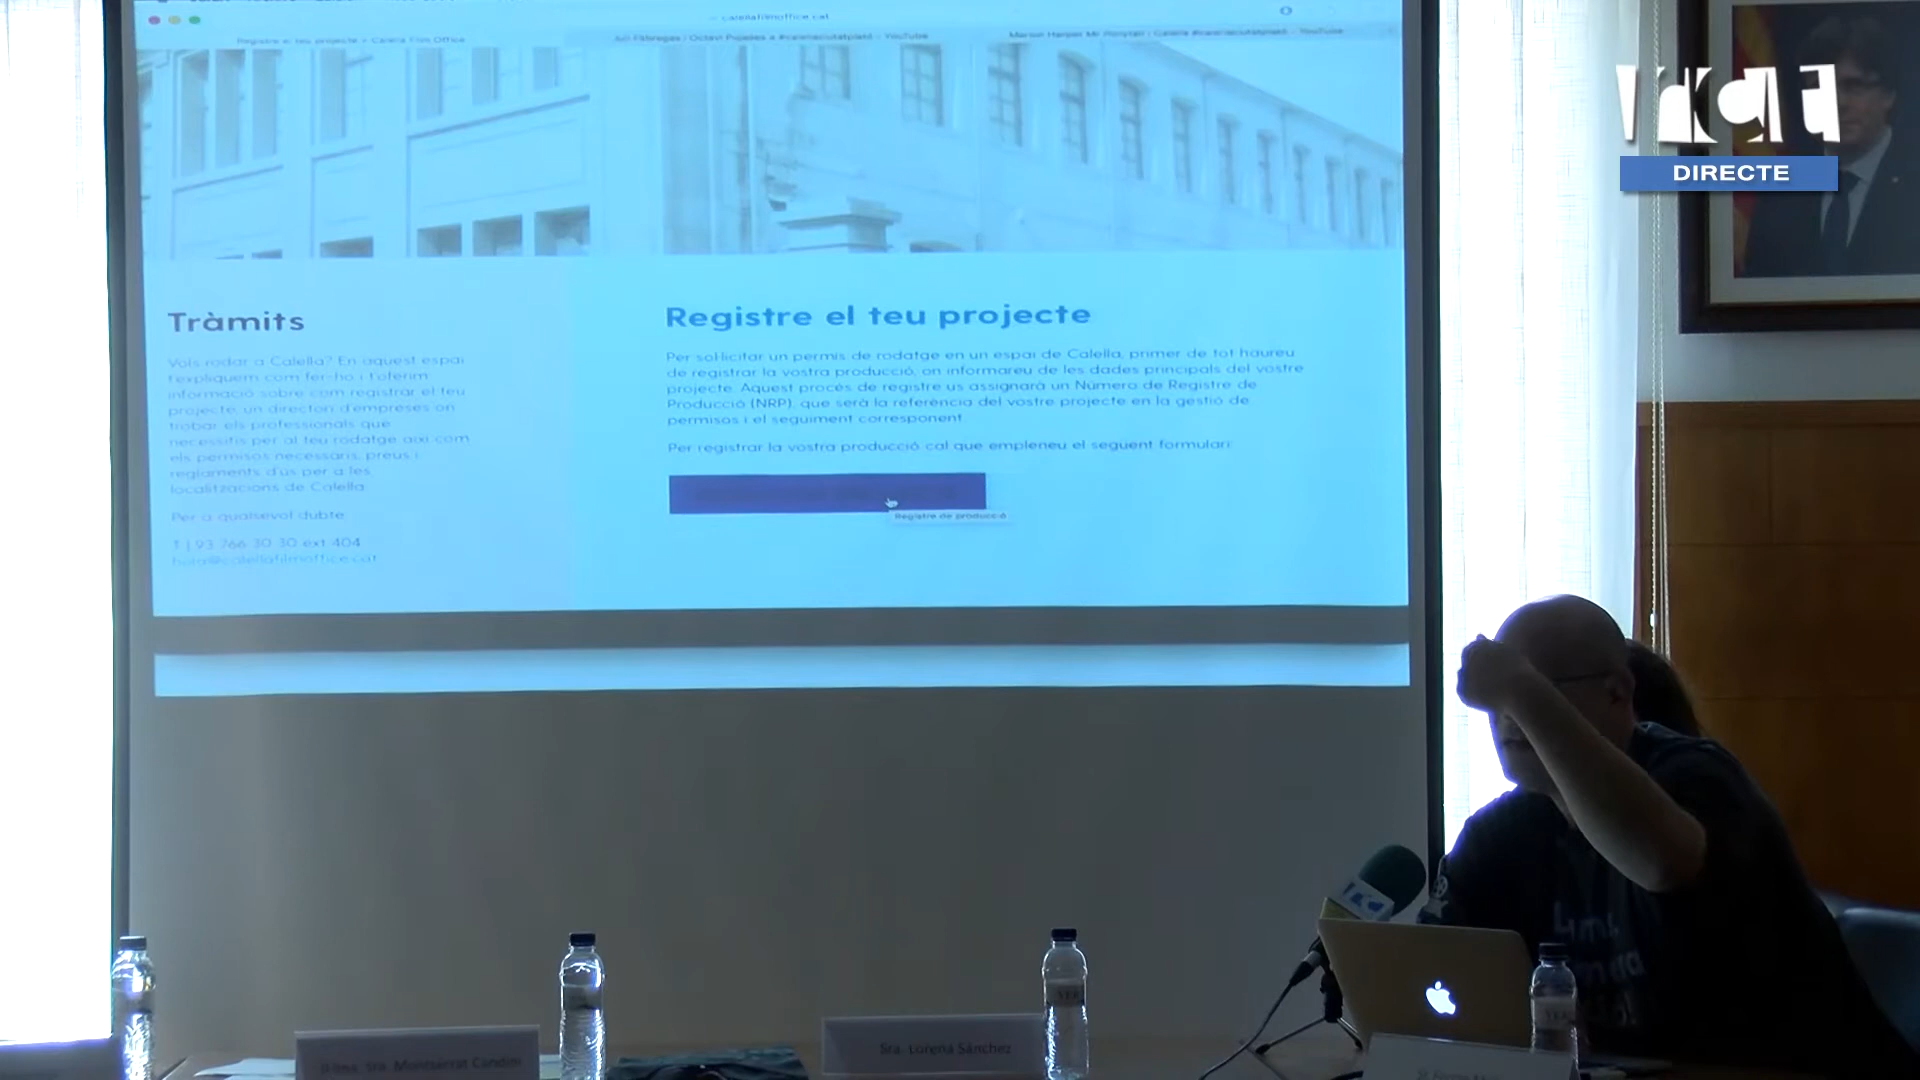 calellafilmoffice.cat
Registre el teu projecte - Calella Film Office
DIRECTE
Tràmits
Vols rodar a Calella? En aquest espai
t'expliquem com fer-ho i t'oferim
informació sobre com registrar el teu
projecte, un directori d'empreses on
trobar els professionals que
necessitis per al teu rodatge així com
els permisos necessaris, preus i
reglaments d'ús per a les
localitzacions de Calella.
Per a qualsevol dubte:
T | 93 766 30 30 ext. 404
Registre el teu projecte
Per sol·licitar un permís de rodatge en un espai de Calella, primer de tot haureu
de registrar la vostra producció, on informareu de les dades principals del vostre
projecte. Aquest procés de registre us assignarà un Número de Registre de
Producció (NRP), que serà la referència del vostre projecte en la gestió de
permisos i el seguiment corresponent.
Per registrar la vostra producció cal que empleneu el següent formulari:
Registre de producció
Sra. Montserrat Candini
Sra. Lorena Sánchez